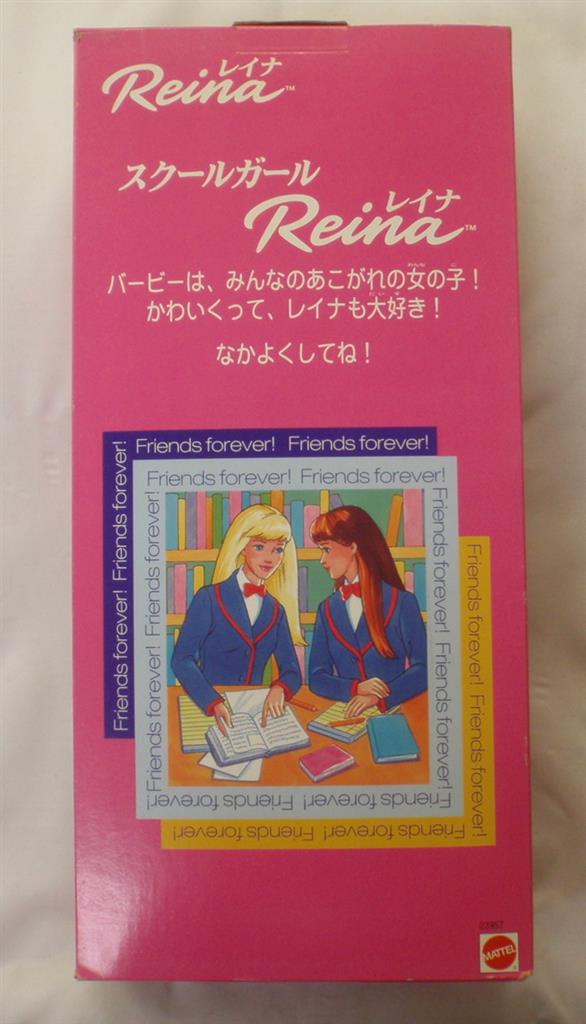 レイナ
Reina™
スクールガール
レイナ
Reina™
バービーは、みんなのあこがれの女の子！
かわいくって、レイナも大好き！
なかよくしてね！
Friends forever! Friends forever!
Friends forever! Friends forever!
Friends forever! Friends forever!
Friends forever! Friends forever!
Friends forever! Friends forever!
Friends forever! Friends forever!
Friends forever! Friends forever!
Friends forever! Friends forever!
MATTEL